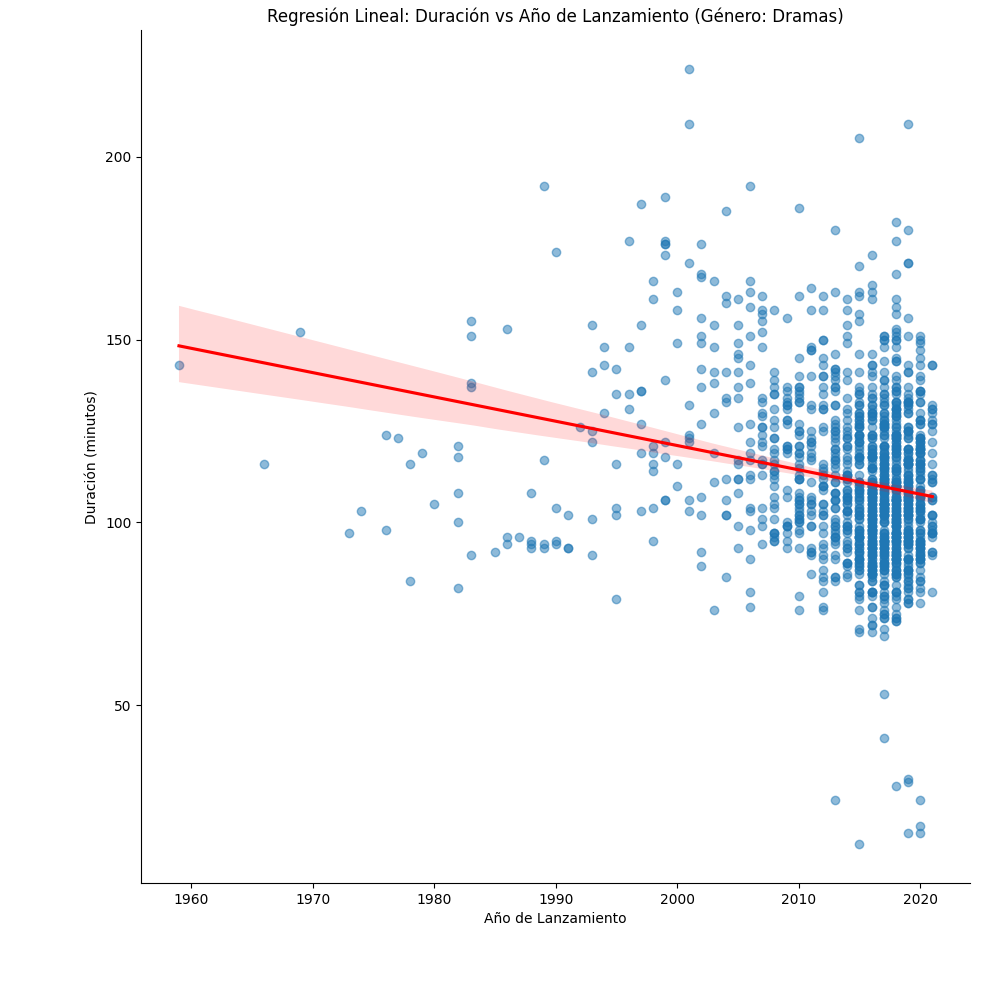 Regresión Lineal: Duración vs Año de Lanzamiento (Género: Dramas)
Duración (minutos)
200
150
100
50
1960 1970 1980 1990 2000 2010 2020
Año de Lanzamiento